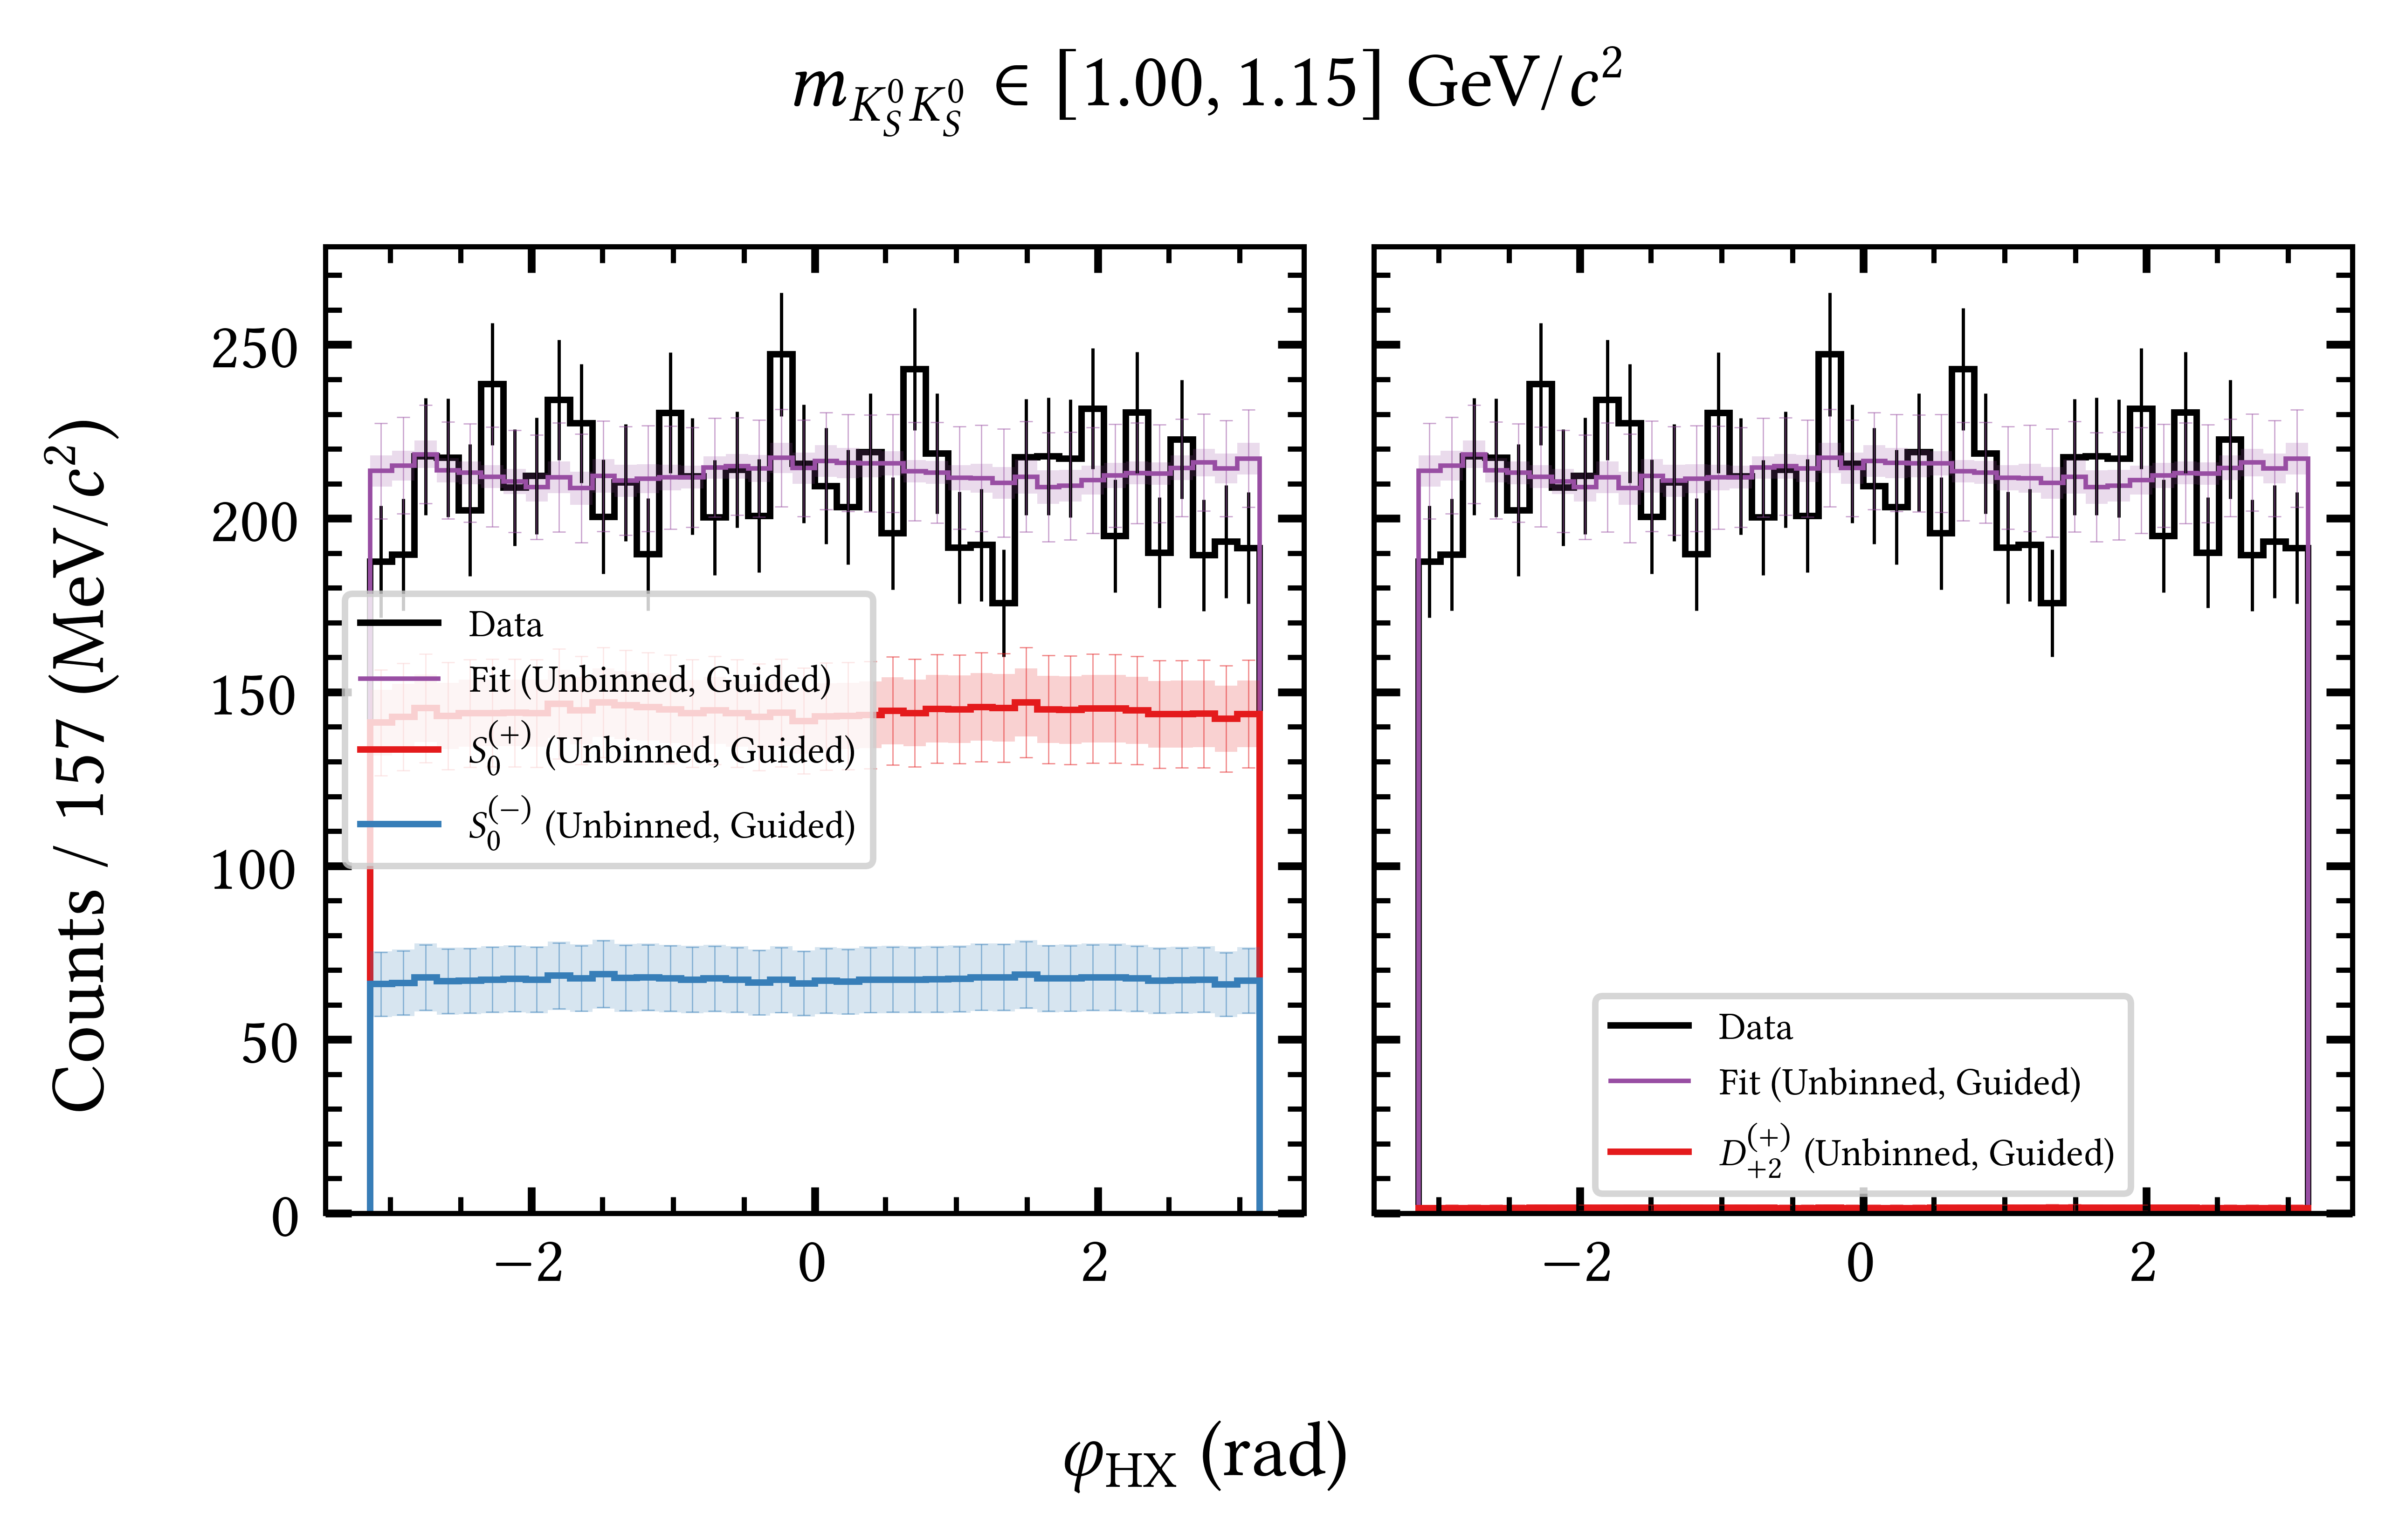 m_{K_S^0 K_S^0} ∈ [1.00, 1.15] GeV/c²
Counts / 157 (MeV/c²)
250
200
150
100
50
0
Data
Fit (Unbinned, Guided)
S_0^{(+)} (Unbinned, Guided)
S_0^{(−)} (Unbinned, Guided)
−2 0 2
Data
Fit (Unbinned, Guided)
D_{+2}^{(+)} (Unbinned, Guided)
−2 0 2
φ_{HX} (rad)